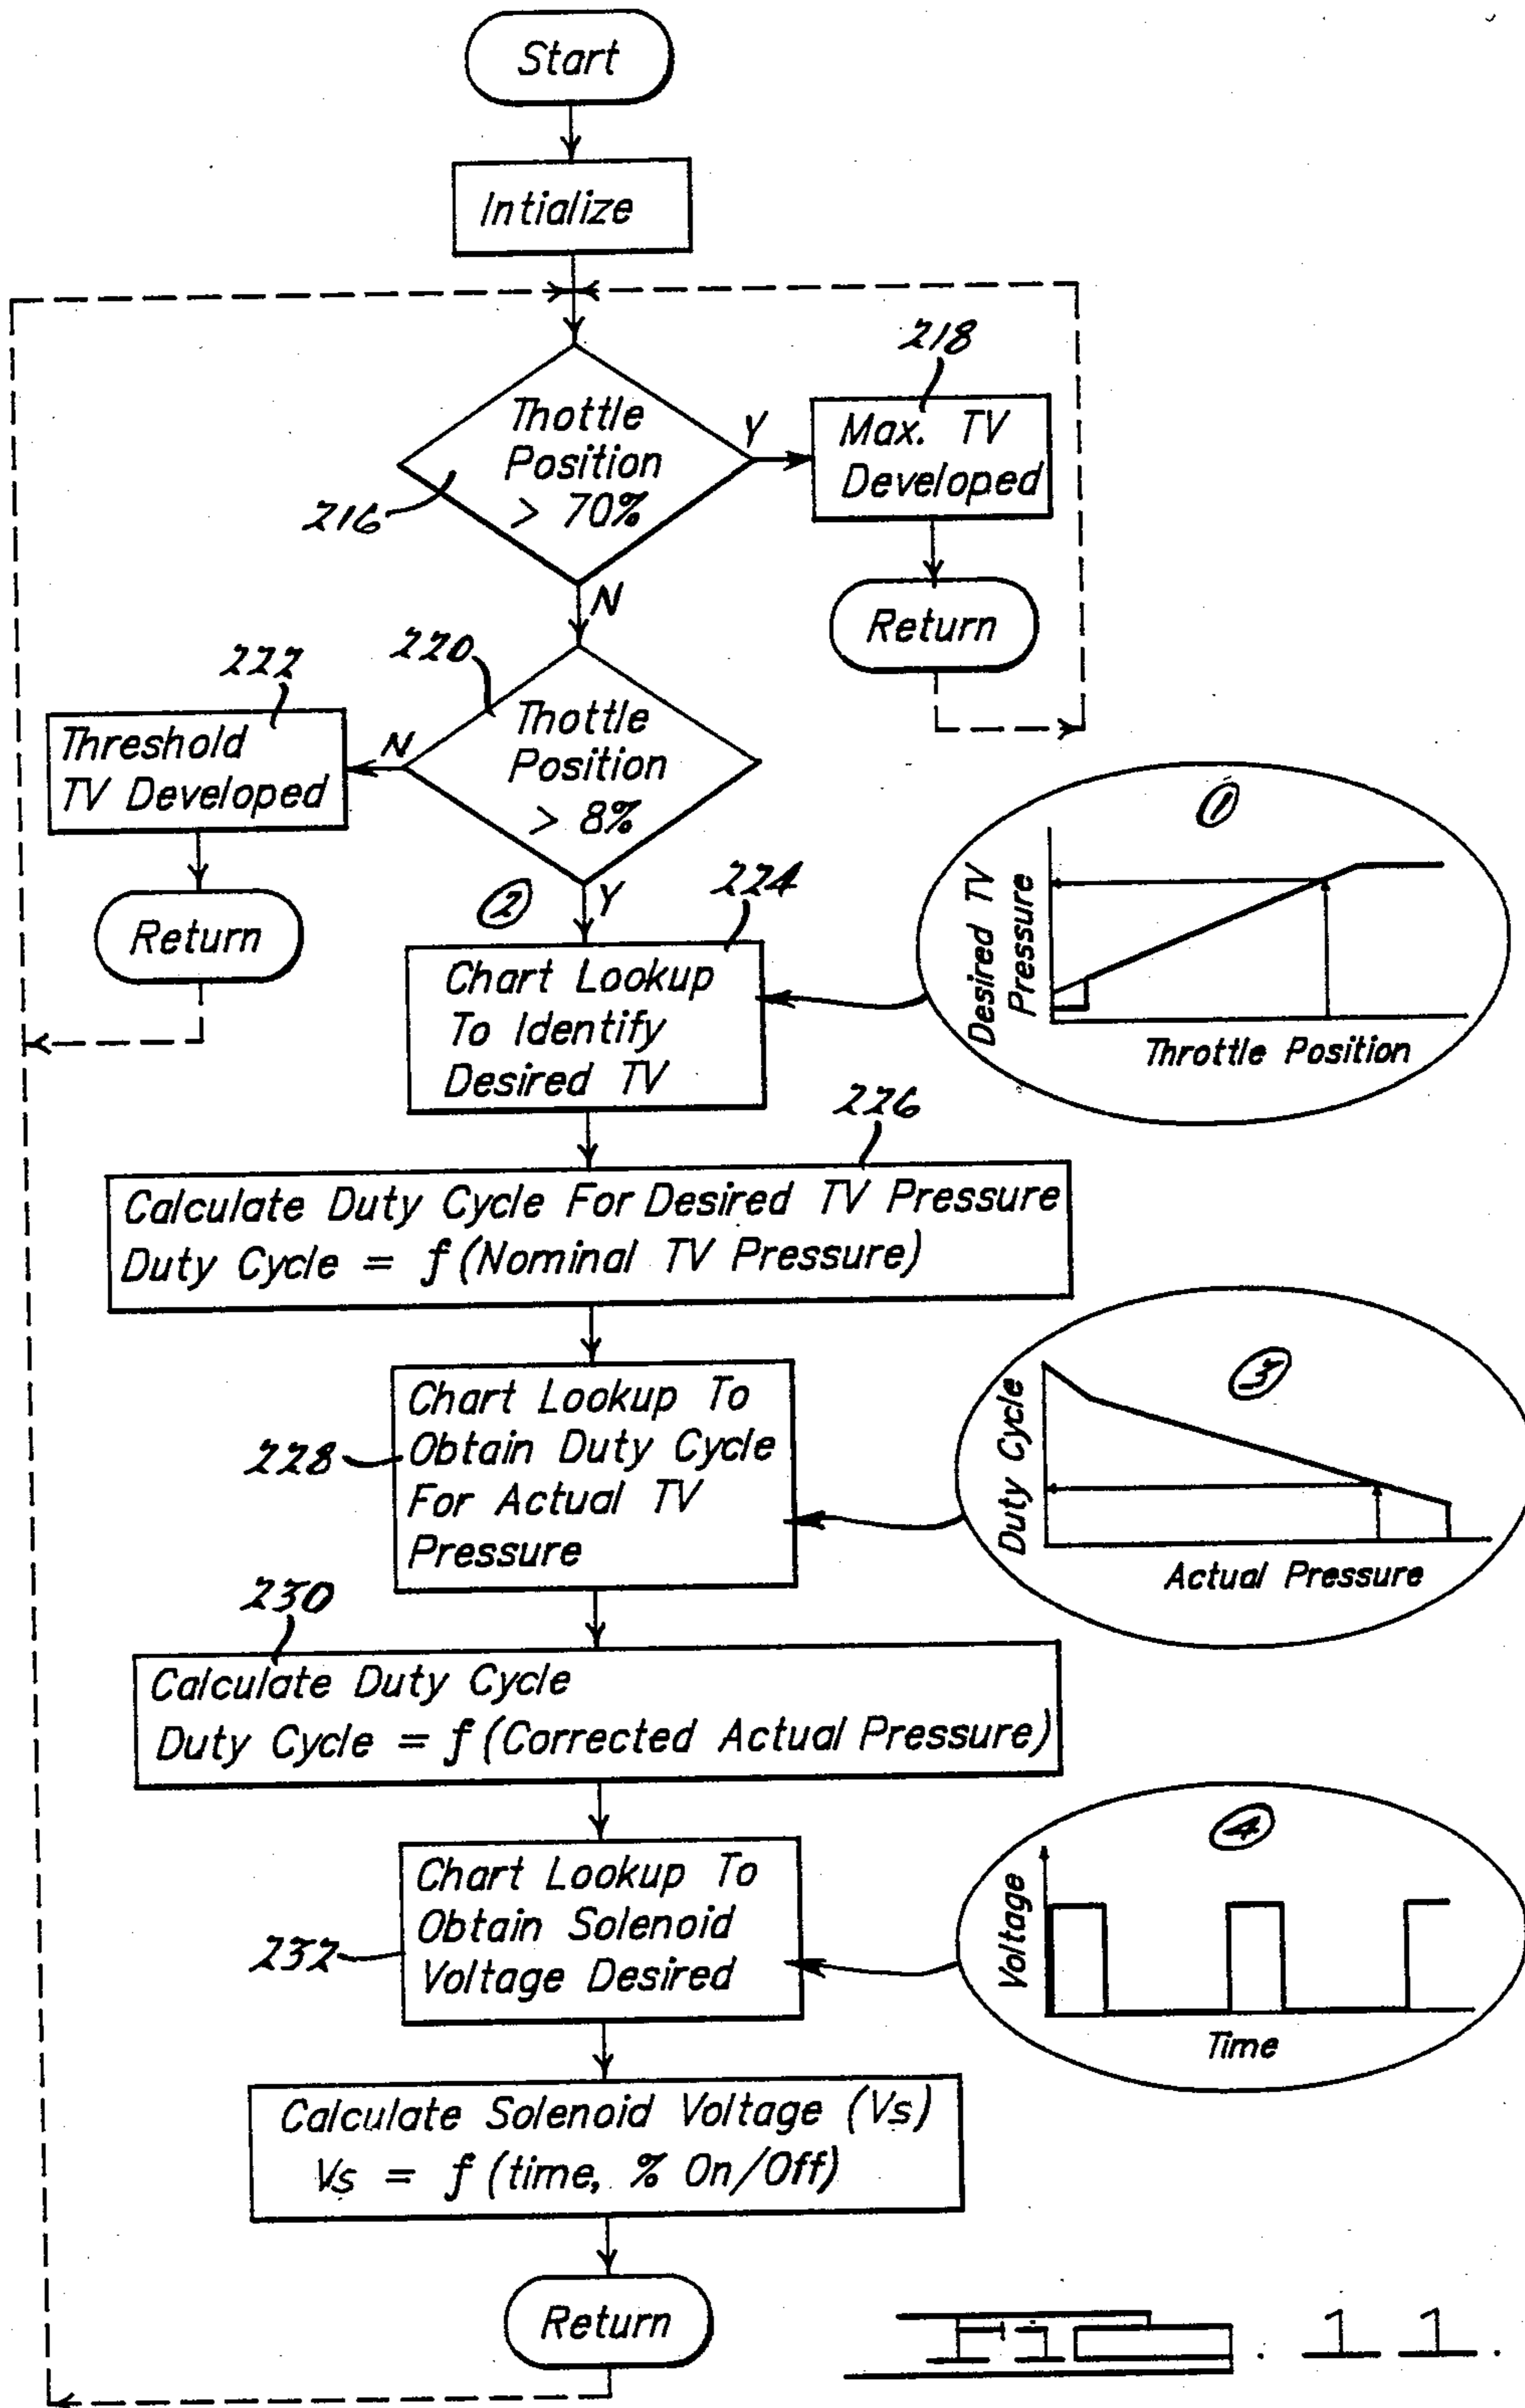 Start
Intialize
Thottle
Position
> 70%
216
Y
218
Max. TV
Developed
Return
N
220
Thottle
Position
> 8%
N
222
Threshold
TV Developed
Return
Y
②
224
Chart Lookup
To Identify
Desired TV
①
Desired TV
Pressure
Throttle Position
226
Calculate Duty Cycle For Desired TV Pressure
Duty Cycle = f (Nominal TV Pressure)
228
Chart Lookup To
Obtain Duty Cycle
For Actual TV
Pressure
③
Duty Cycle
Actual Pressure
230
Calculate Duty Cycle
Duty Cycle = f (Corrected Actual Pressure)
232
Chart Lookup To
Obtain Solenoid
Voltage Desired
④
Voltage
Time
Calculate Solenoid Voltage (Vs)
Vs = f (time, % On/Off)
Return
FIG. 11.